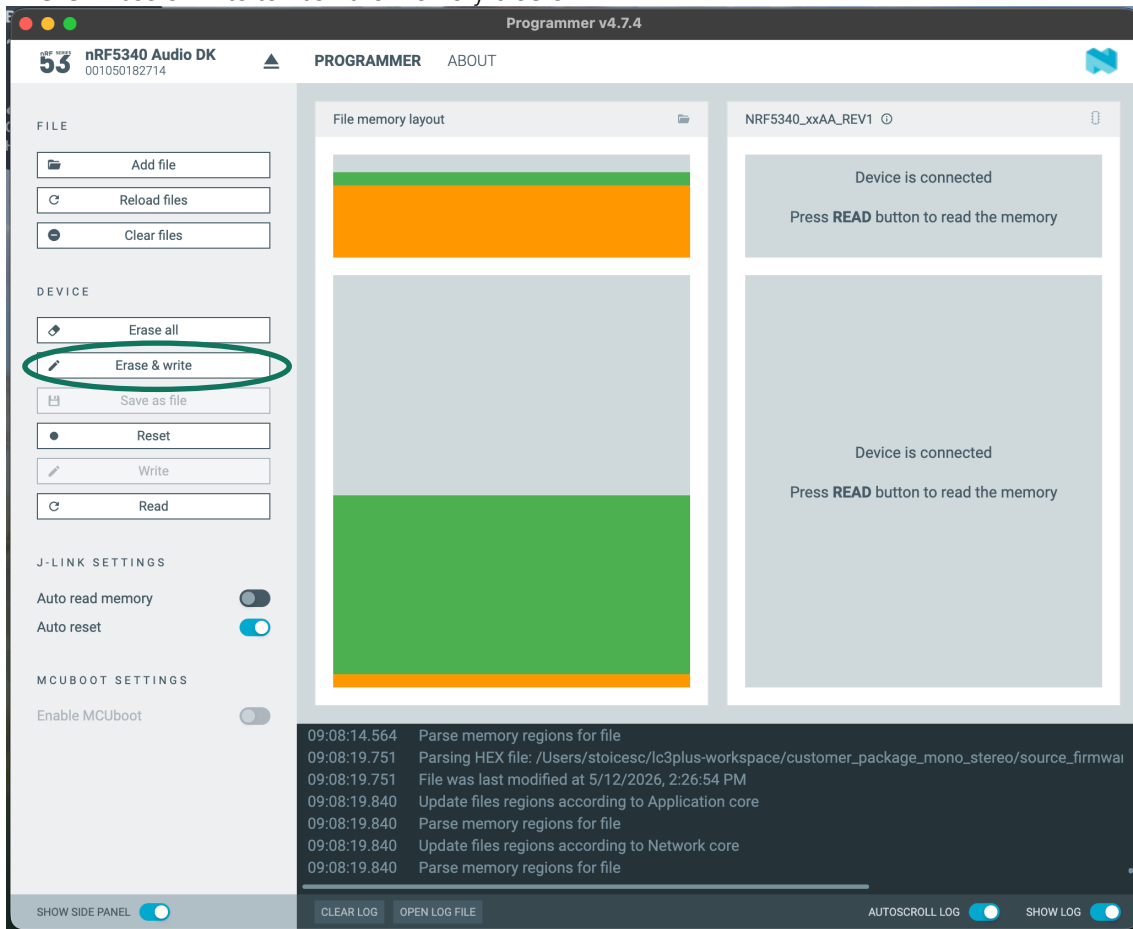 Programmer v4.7.4
nRF SERIES
53
nRF5340 Audio DK
001050182714
PROGRAMMER ABOUT
FILE
Add file
Reload files
Clear files
DEVICE
Erase all
Erase & write
Save as file
Reset
Write
Read
J-LINK SETTINGS
Auto read memory
Auto reset
MCUBOOT SETTINGS
Enable MCUboot
SHOW SIDE PANEL
File memory layout
NRF5340_xxAA_REV1
Device is connected
Press READ button to read the memory
Device is connected
Press READ button to read the memory
09:08:14.564 Parse memory regions for file
09:08:19.751 Parsing HEX file: /Users/stoicesc/lc3plus-workspace/customer_package_mono_stereo/source_firmwar
09:08:19.751 File was last modified at 5/12/2026, 2:26:54 PM
09:08:19.840 Update files regions according to Application core
09:08:19.840 Parse memory regions for file
09:08:19.840 Update files regions according to Network core
09:08:19.840 Parse memory regions for file
CLEAR LOG OPEN LOG FILE AUTOSCROLL LOG SHOW LOG